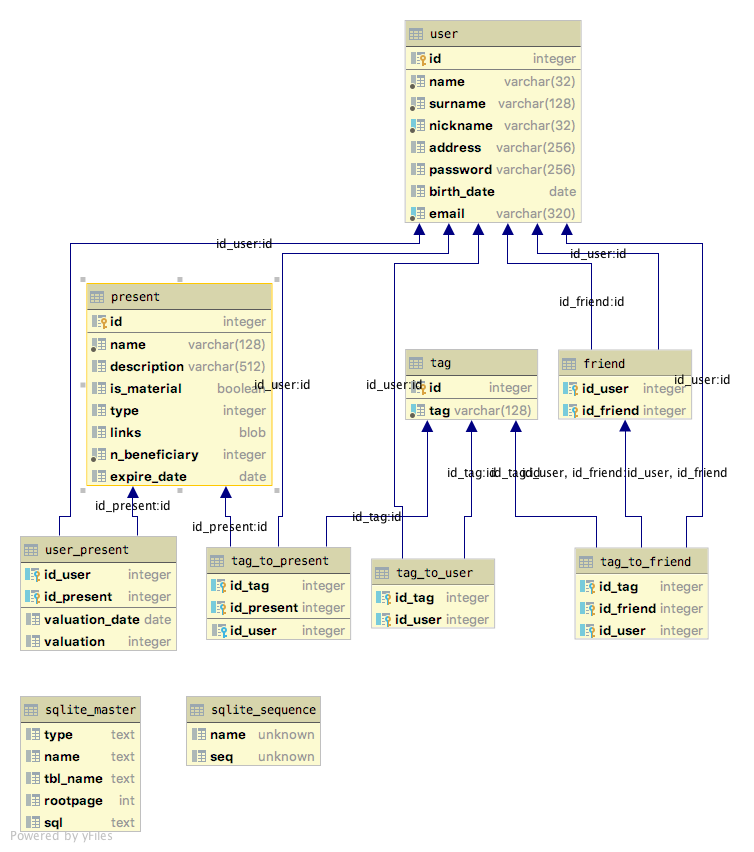 user
id integer
name varchar(32)
surname varchar(128)
nickname varchar(32)
address varchar(256)
password varchar(256)
birth_date date
email varchar(320)
id_user:id
id_user:id
id_friend:id
present
id integer
name varchar(128)
description varchar(512)
is_material boolean
type integer
links blob
n_beneficiary integer
expire_date date
id_user:id
id_user:id
tag
id integer
tag varchar(128)
friend
id_user integer
id_friend integer
id_user:id
id_tag:id
id_tag:id
id_user, id_friend:id_user, id_friend
id_present:id
id_present:id
id_tag:id
user_present
id_user integer
id_present integer
valuation_date date
valuation integer
tag_to_present
id_tag integer
id_present integer
id_user integer
tag_to_user
id_tag integer
id_user integer
tag_to_friend
id_tag integer
id_friend integer
id_user integer
sqlite_master
type text
name text
tbl_name text
rootpage int
sql text
sqlite_sequence
name unknown
seq unknown
Powered by yFiles